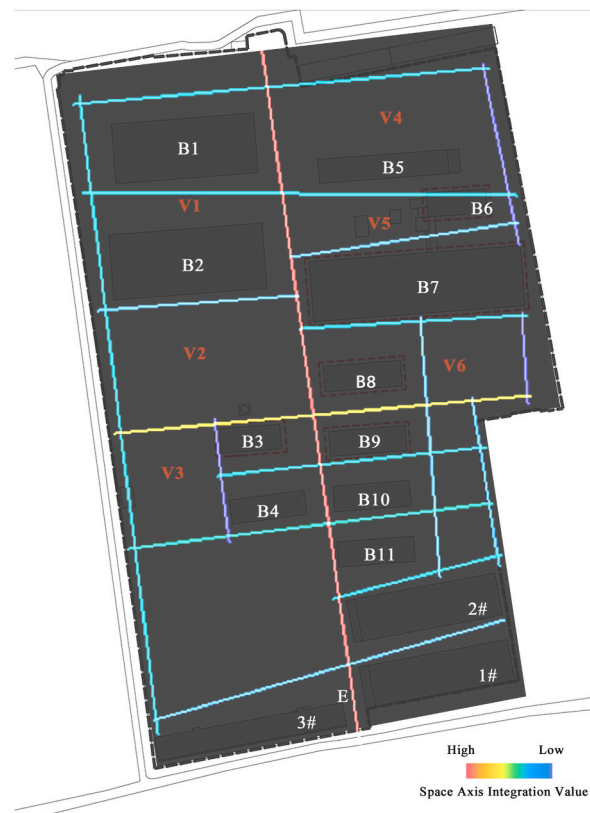 V4
B1
B5
V1
B6
V5
B2
B7
V2
V6
B8
B3
B9
V3
B10
B4
B11
2#
1#
E
3#
High Low
Space Axis Integration Value